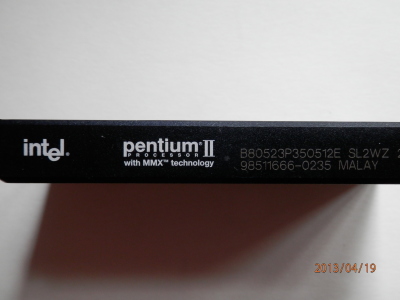 intel.
pentium® II
PROCESSOR
with MMX™ technology
B80523P350512E SL2WZ
98511666-0235 MALAY
2013/04/19